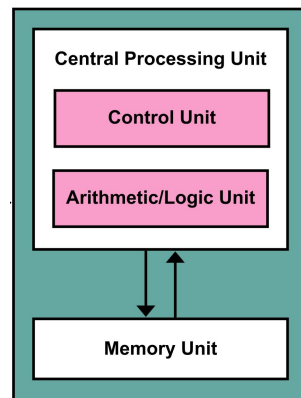 Central Processing Unit
Control Unit
Arithmetic/Logic Unit
Memory Unit